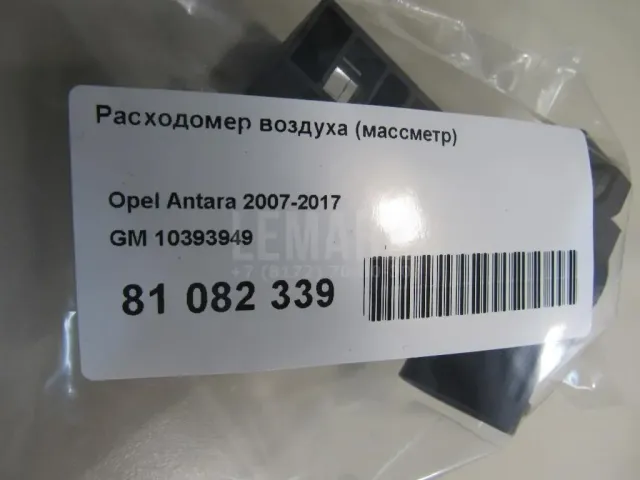 Расходомер воздуха (массметр)
Opel Antara 2007-2017
GM 10393949
81 082 339